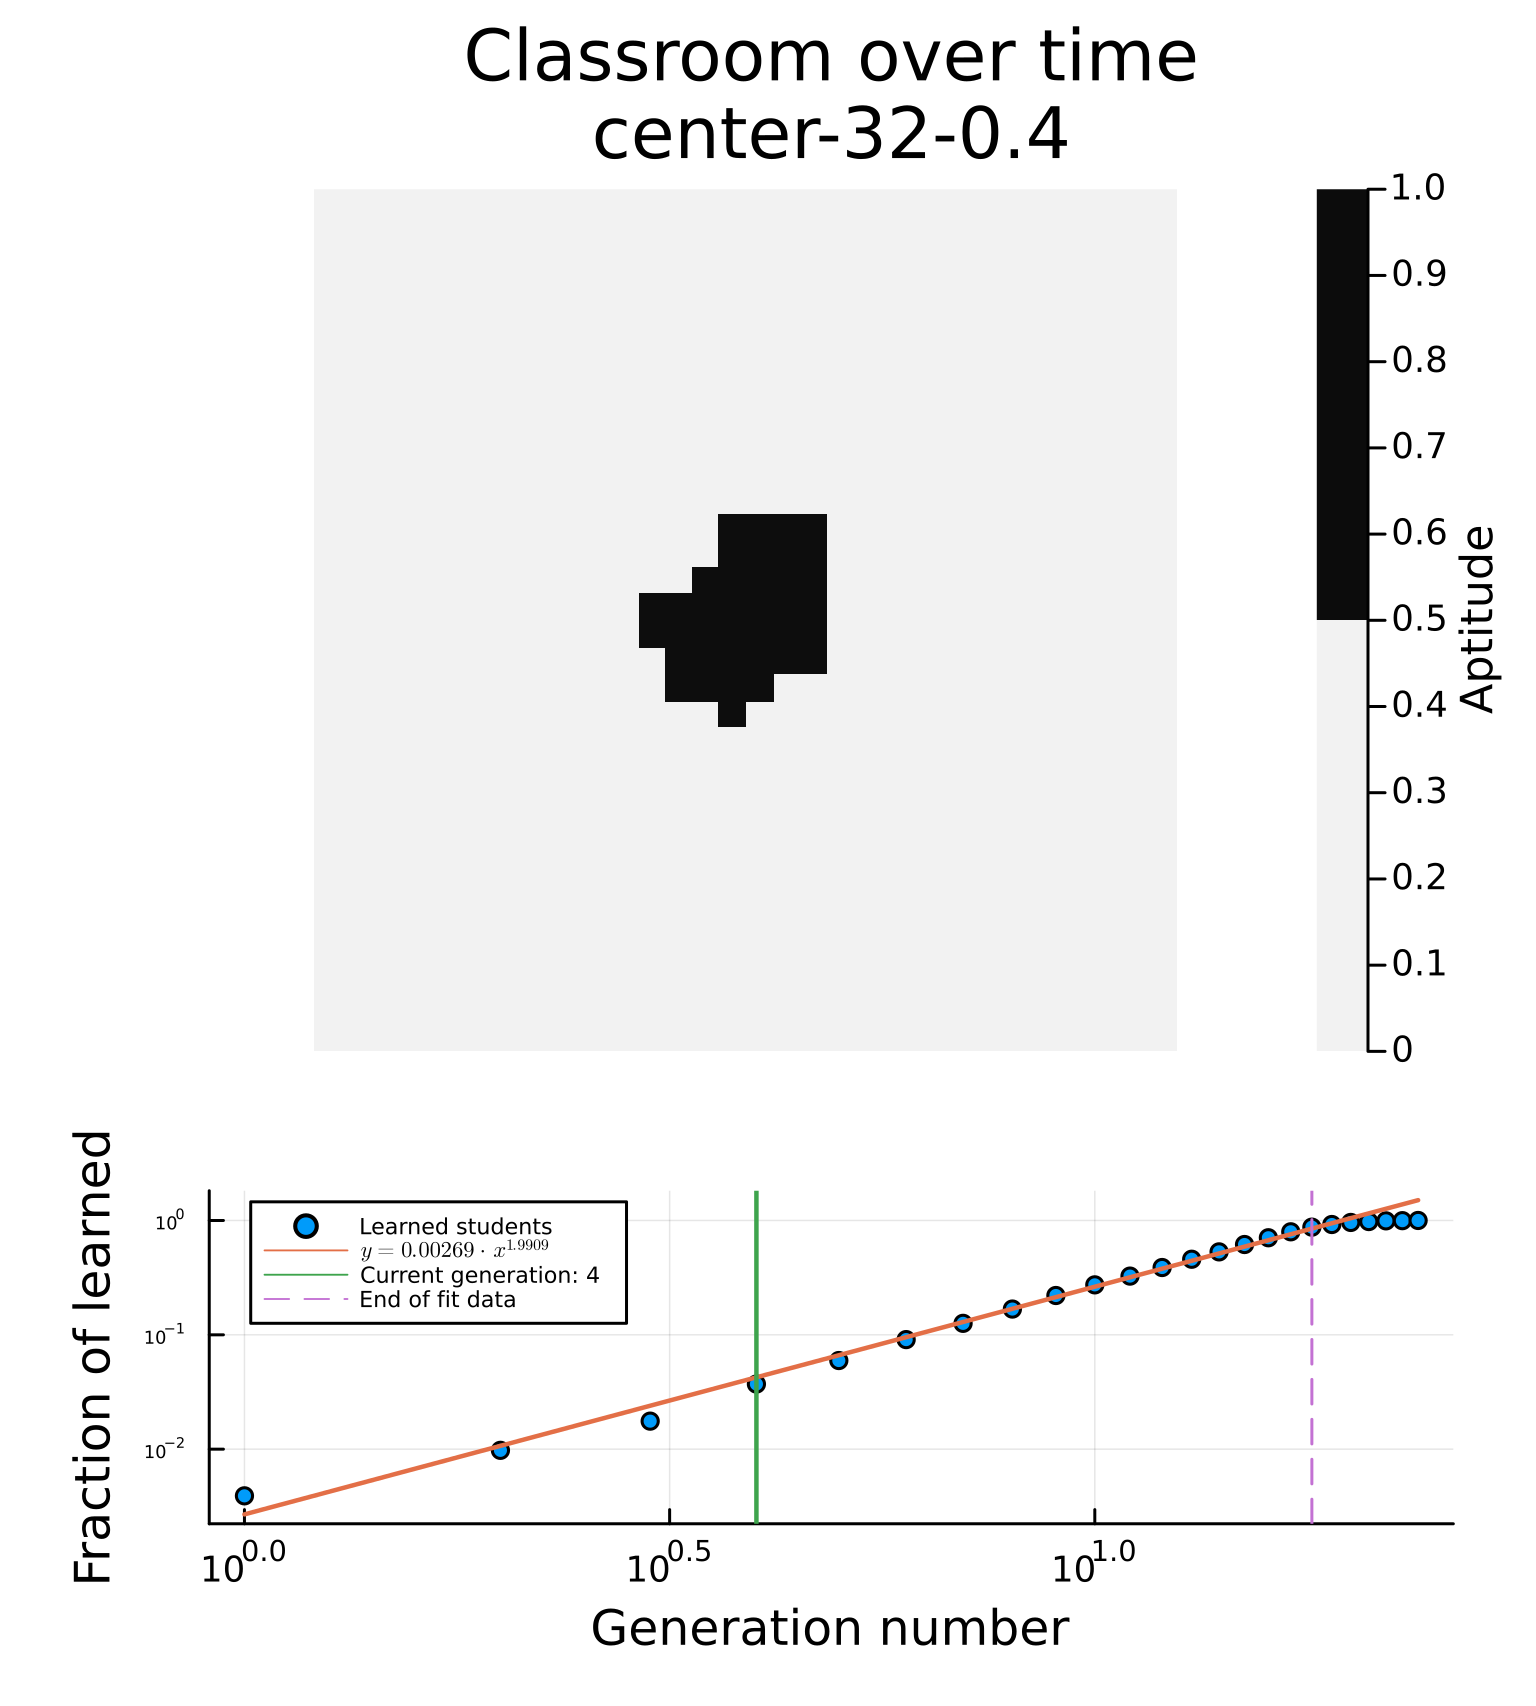 Classroom over time
center-32-0.4
1.0
0.9
0.8
0.7
0.6
0.5
0.4
0.3
0.2
0.1
0
Aptitude
Fraction of learned
10^0
10^−1
10^−2
Learned students
y = 0.00269 · x^1.9909
Current generation: 4
End of fit data
10^0.0
10^0.5
10^1.0
Generation number